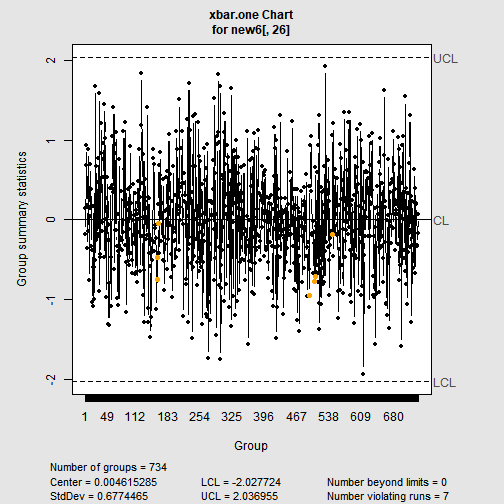 xbar.one Chart
for new6[, 26]
UCL
2
1
0
CL
-1
-2
LCL
Group summary statistics
1 49 112 183 254 325 396 467 538 609 680
Group
Number of groups = 734
Center = 0.004615285 LCL = -2.027724 Number beyond limits = 0
StdDev = 0.6774465 UCL = 2.036955 Number violating runs = 7